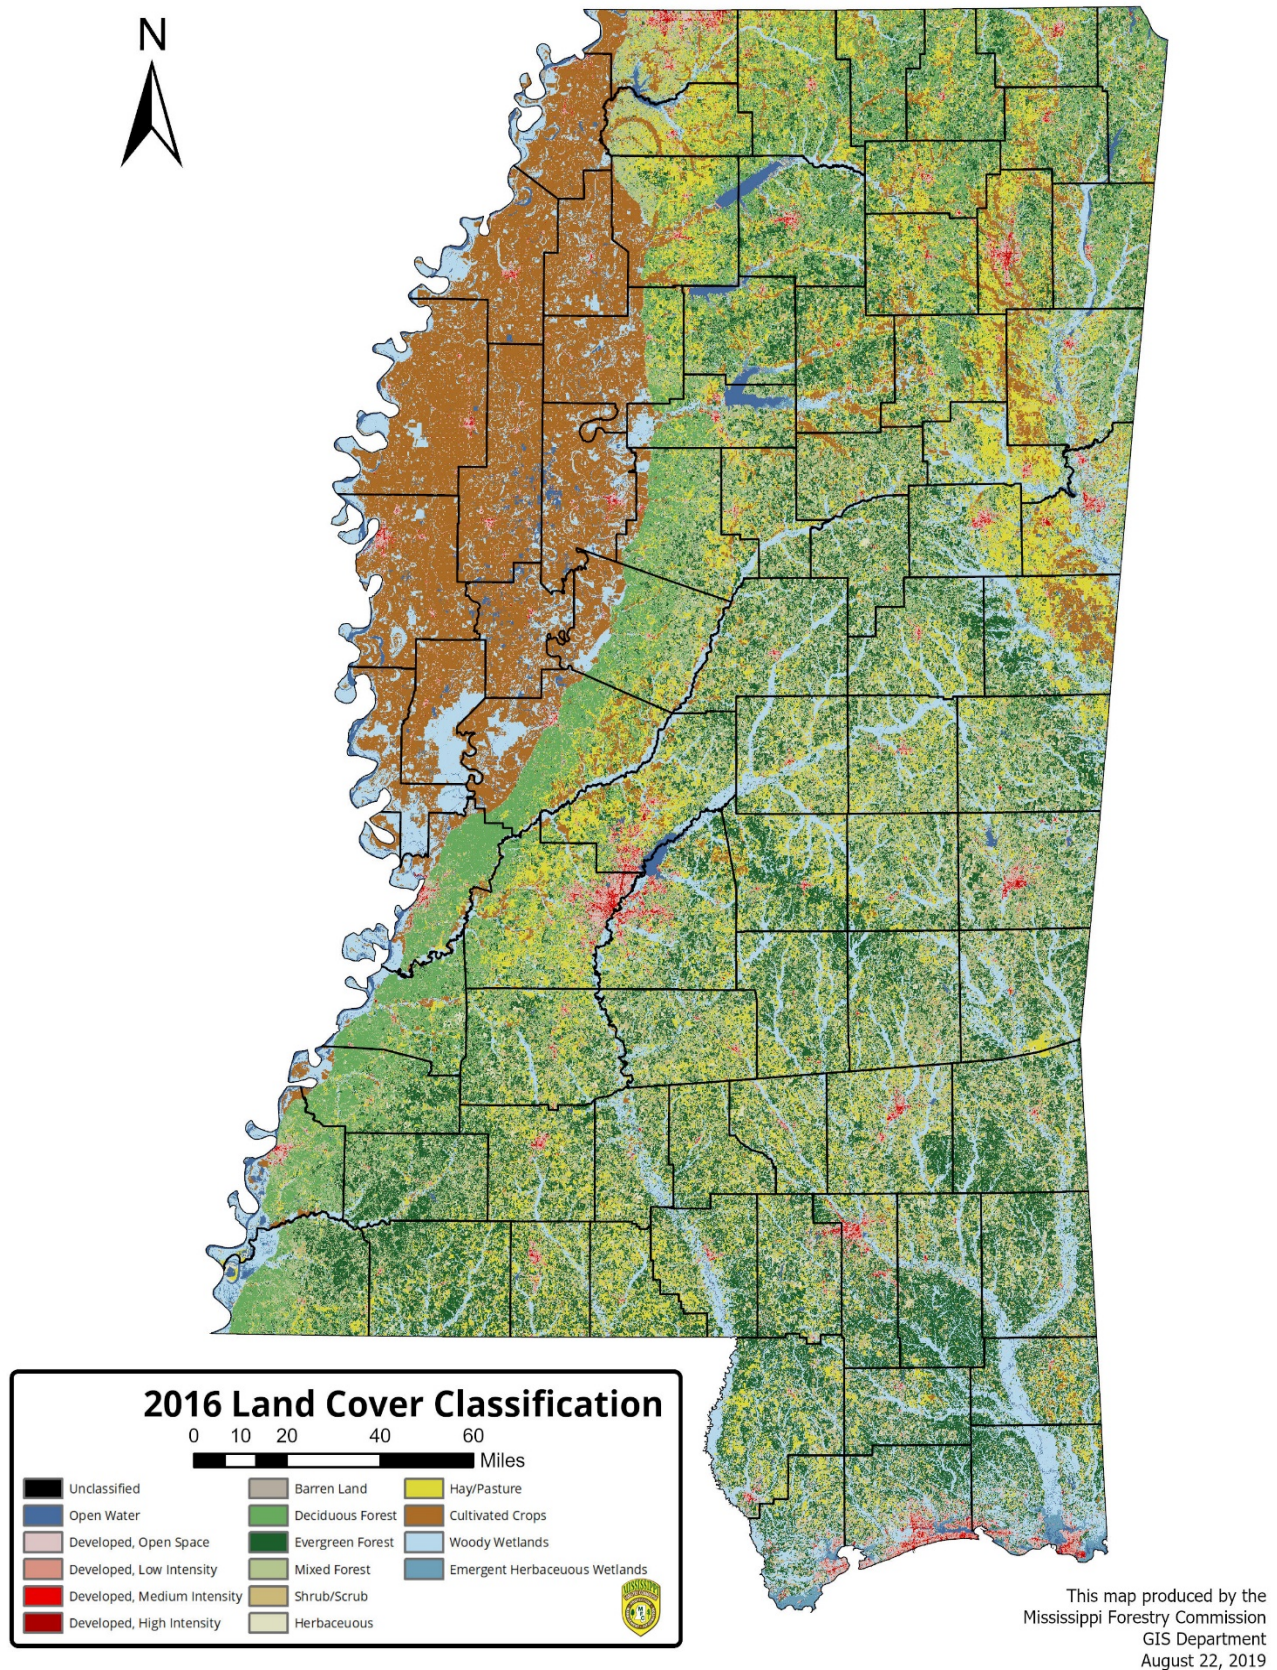 N
2016 Land Cover Classification
0 10 20 40 60
Miles
Unclassified
Open Water
Developed, Open Space
Developed, Low Intensity
Developed, Medium Intensity
Developed, High Intensity
Barren Land
Deciduous Forest
Evergreen Forest
Mixed Forest
Shrub/Scrub
Herbaceuous
Hay/Pasture
Cultivated Crops
Woody Wetlands
Emergent Herbaceuous Wetlands
MISSISSIPPI
This map produced by the
Mississippi Forestry Commission
GIS Department
August 22, 2019